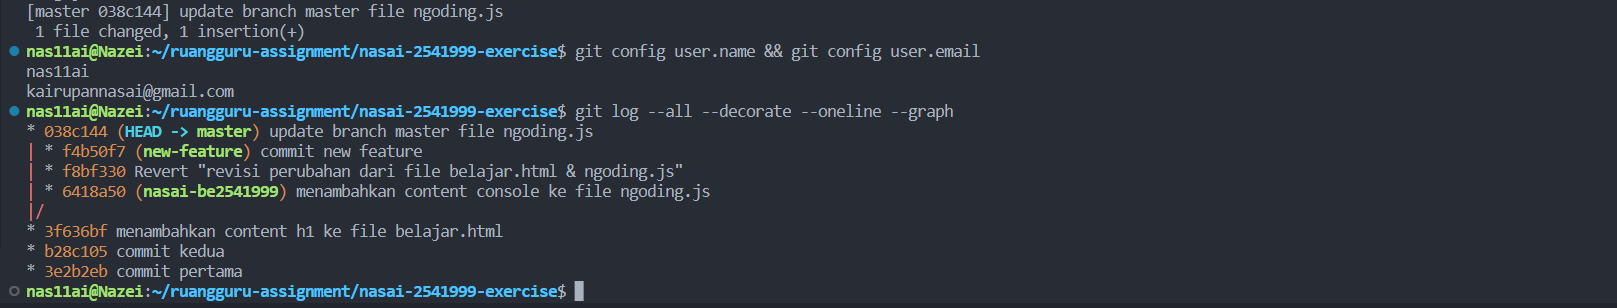 [master 038c144] update branch master file ngoding.js
 1 file changed, 1 insertion(+)
nas11ai@Nazei:~/ruangguru-assignment/nasai-2541999-exercise$ git config user.name && git config user.email
nas11ai
kairupannasai@gmail.com
nas11ai@Nazei:~/ruangguru-assignment/nasai-2541999-exercise$ git log --all --decorate --oneline --graph
* 038c144 (HEAD -> master) update branch master file ngoding.js
| * f4b50f7 (new-feature) commit new feature
| * f8bf330 Revert "revisi perubahan dari file belajar.html & ngoding.js"
| * 6418a50 (nasai-be2541999) menambahkan content console ke file ngoding.js
|/
* 3f636bf menambahkan content h1 ke file belajar.html
* b28c105 commit kedua
* 3e2b2eb commit pertama
nas11ai@Nazei:~/ruangguru-assignment/nasai-2541999-exercise$